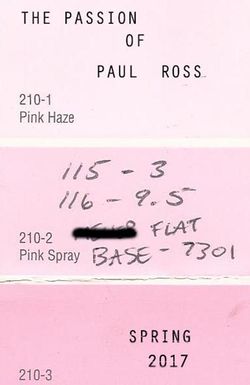 THE PASSION
OF
PAUL ROSS
210-1
Pink Haze
115 - 3
116 - 9.5
FLAT
210-2
Pink Spray
BASE - 7301
SPRING
2017
210-3